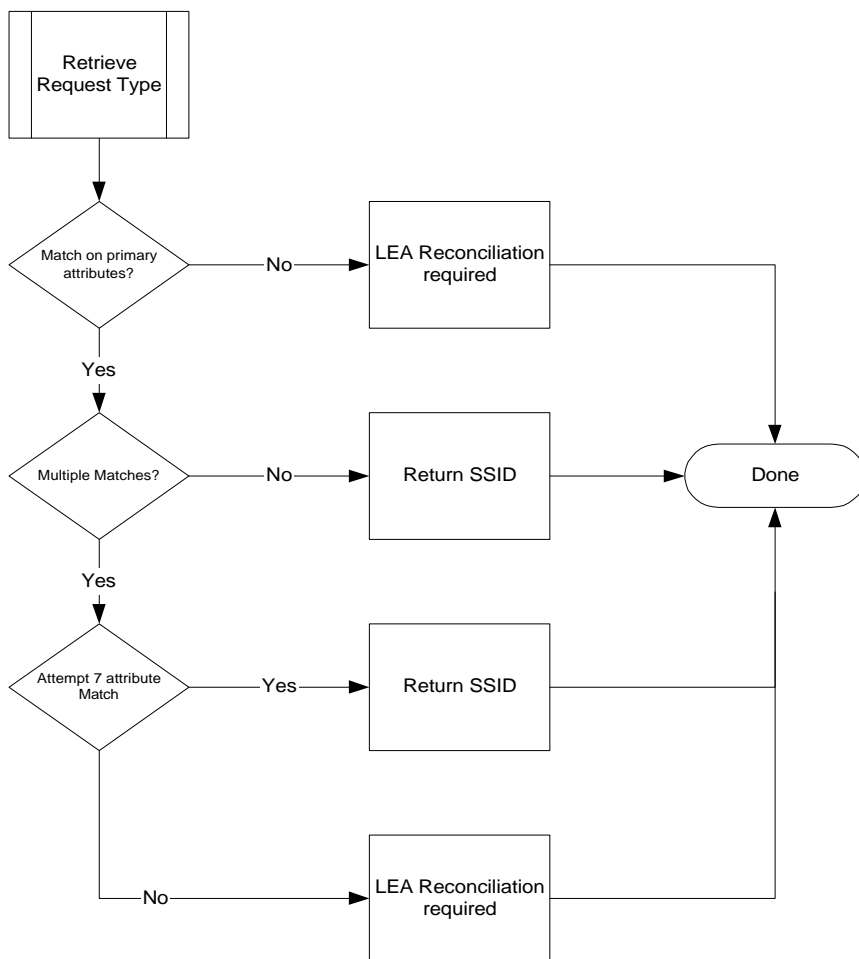 Retrieve
Request Type
Match on primary
attributes?
No
LEA Reconciliation
required
Yes
Multiple Matches?
No
Return SSID
Done
Yes
Attempt 7 attribute
Match
Yes
Return SSID
No
LEA Reconciliation
required